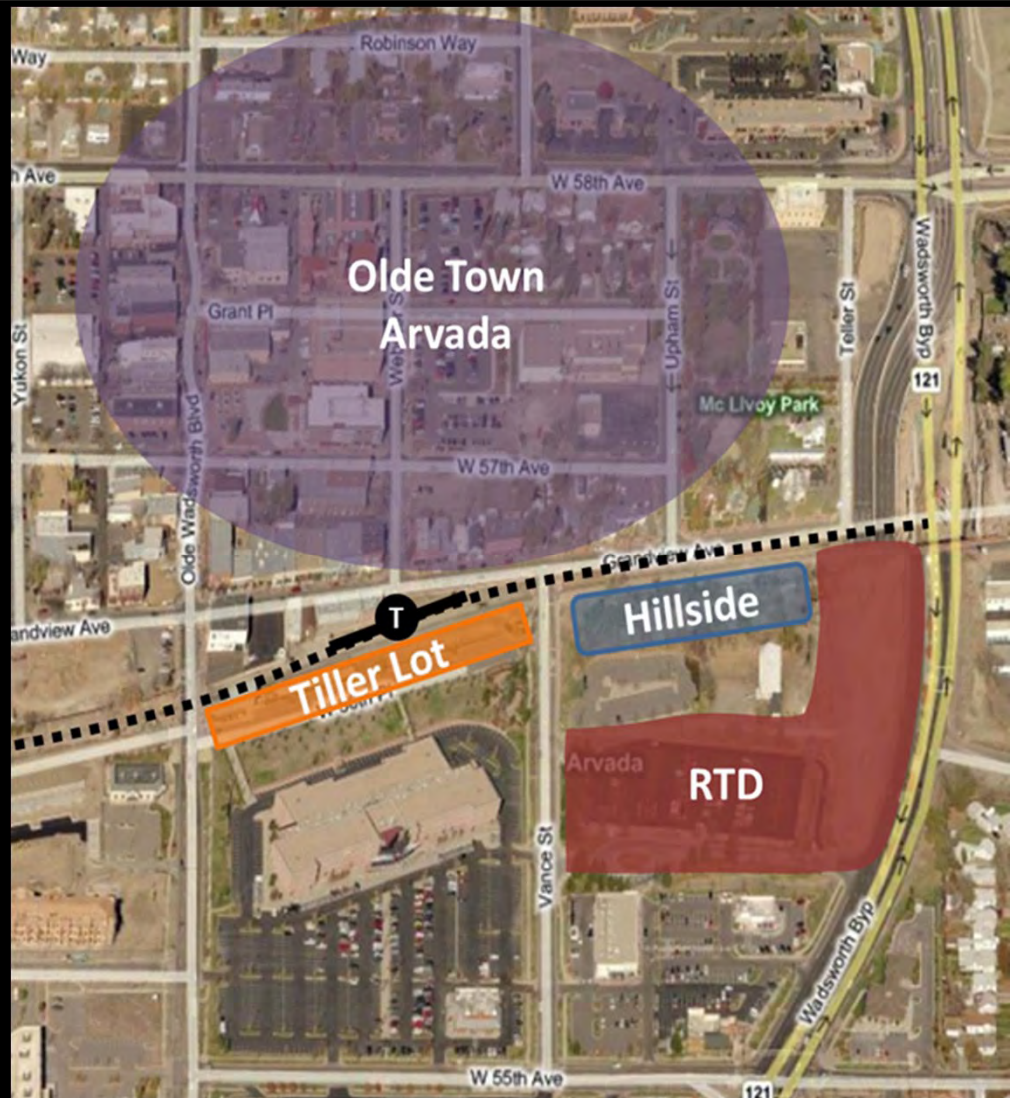 Robinson Way
Way
h Ave
W 58th Ave
Wadsworth Byp
Olde Town
Arvada
Grant Pl
Upham St
Teller St
Yukon St
121
Mc Llvoy Park
Olde Wadsworth Blvd
W 57th Ave
Grandview Ave
Hillside
T
andview Ave
Tiller Lot
Arvada
RTD
Vance St
Wadsworth Byp
W 55th Ave
121